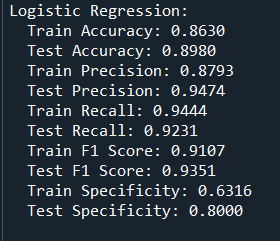 Logistic Regression:
Train Accuracy: 0.8630
Test Accuracy: 0.8980
Train Precision: 0.8793
Test Precision: 0.9474
Train Recall: 0.9444
Test Recall: 0.9231
Train F1 Score: 0.9107
Test F1 Score: 0.9351
Train Specificity: 0.6316
Test Specificity: 0.8000